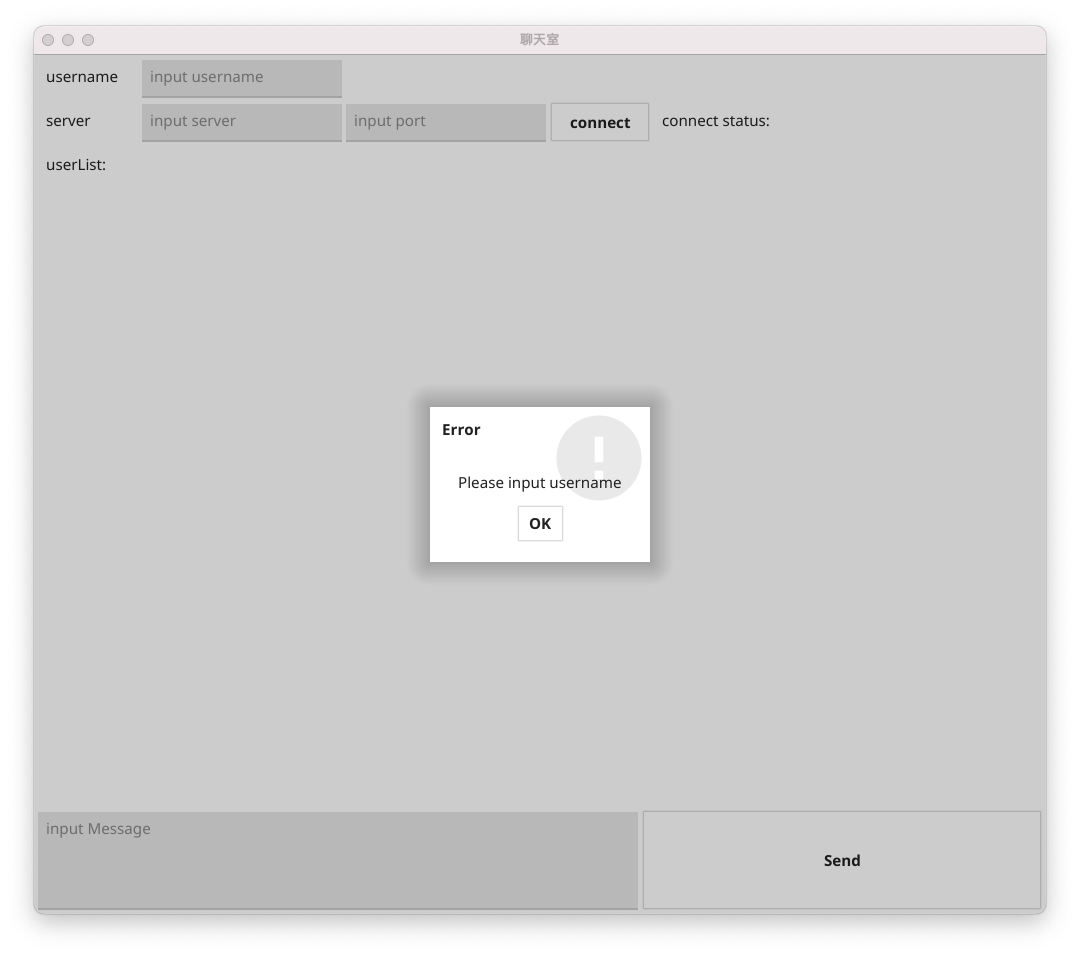 聊天室
username input username
server input server input port connect connect status:
userList:
Error
Please input username
OK
input Message
Send